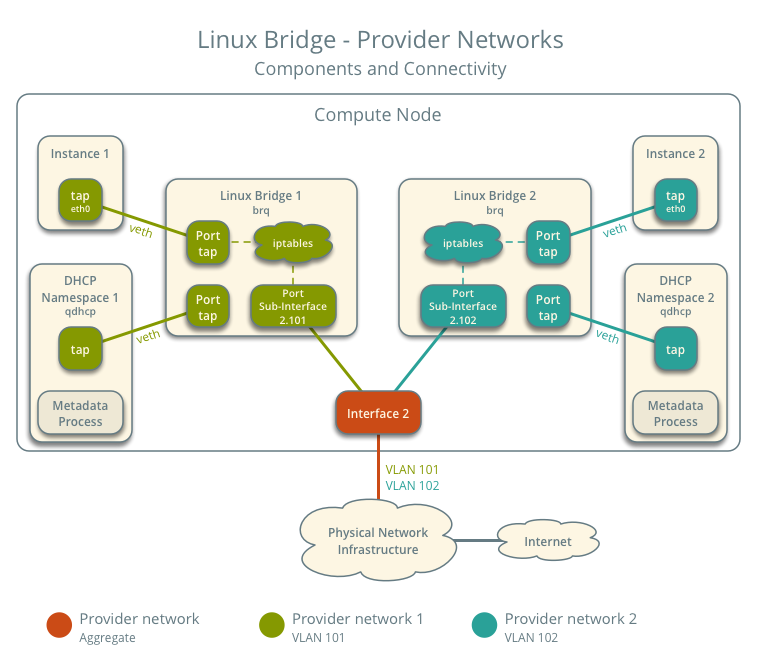 Linux Bridge - Provider Networks
Components and Connectivity
Compute Node
Instance 1
tap
eth0
veth
Linux Bridge 1
brq
Port
tap
iptables
Port
tap
Port
Sub-Interface
2.101
DHCP
Namespace 1
qdhcp
tap
veth
Metadata
Process
Linux Bridge 2
brq
iptables
Port
tap
Port
Sub-Interface
2.102
Port
tap
Instance 2
tap
eth0
veth
DHCP
Namespace 2
qdhcp
tap
veth
Metadata
Process
Interface 2
VLAN 101
VLAN 102
Physical Network
Infrastructure
Internet
Provider network
Aggregate
Provider network 1
VLAN 101
Provider network 2
VLAN 102